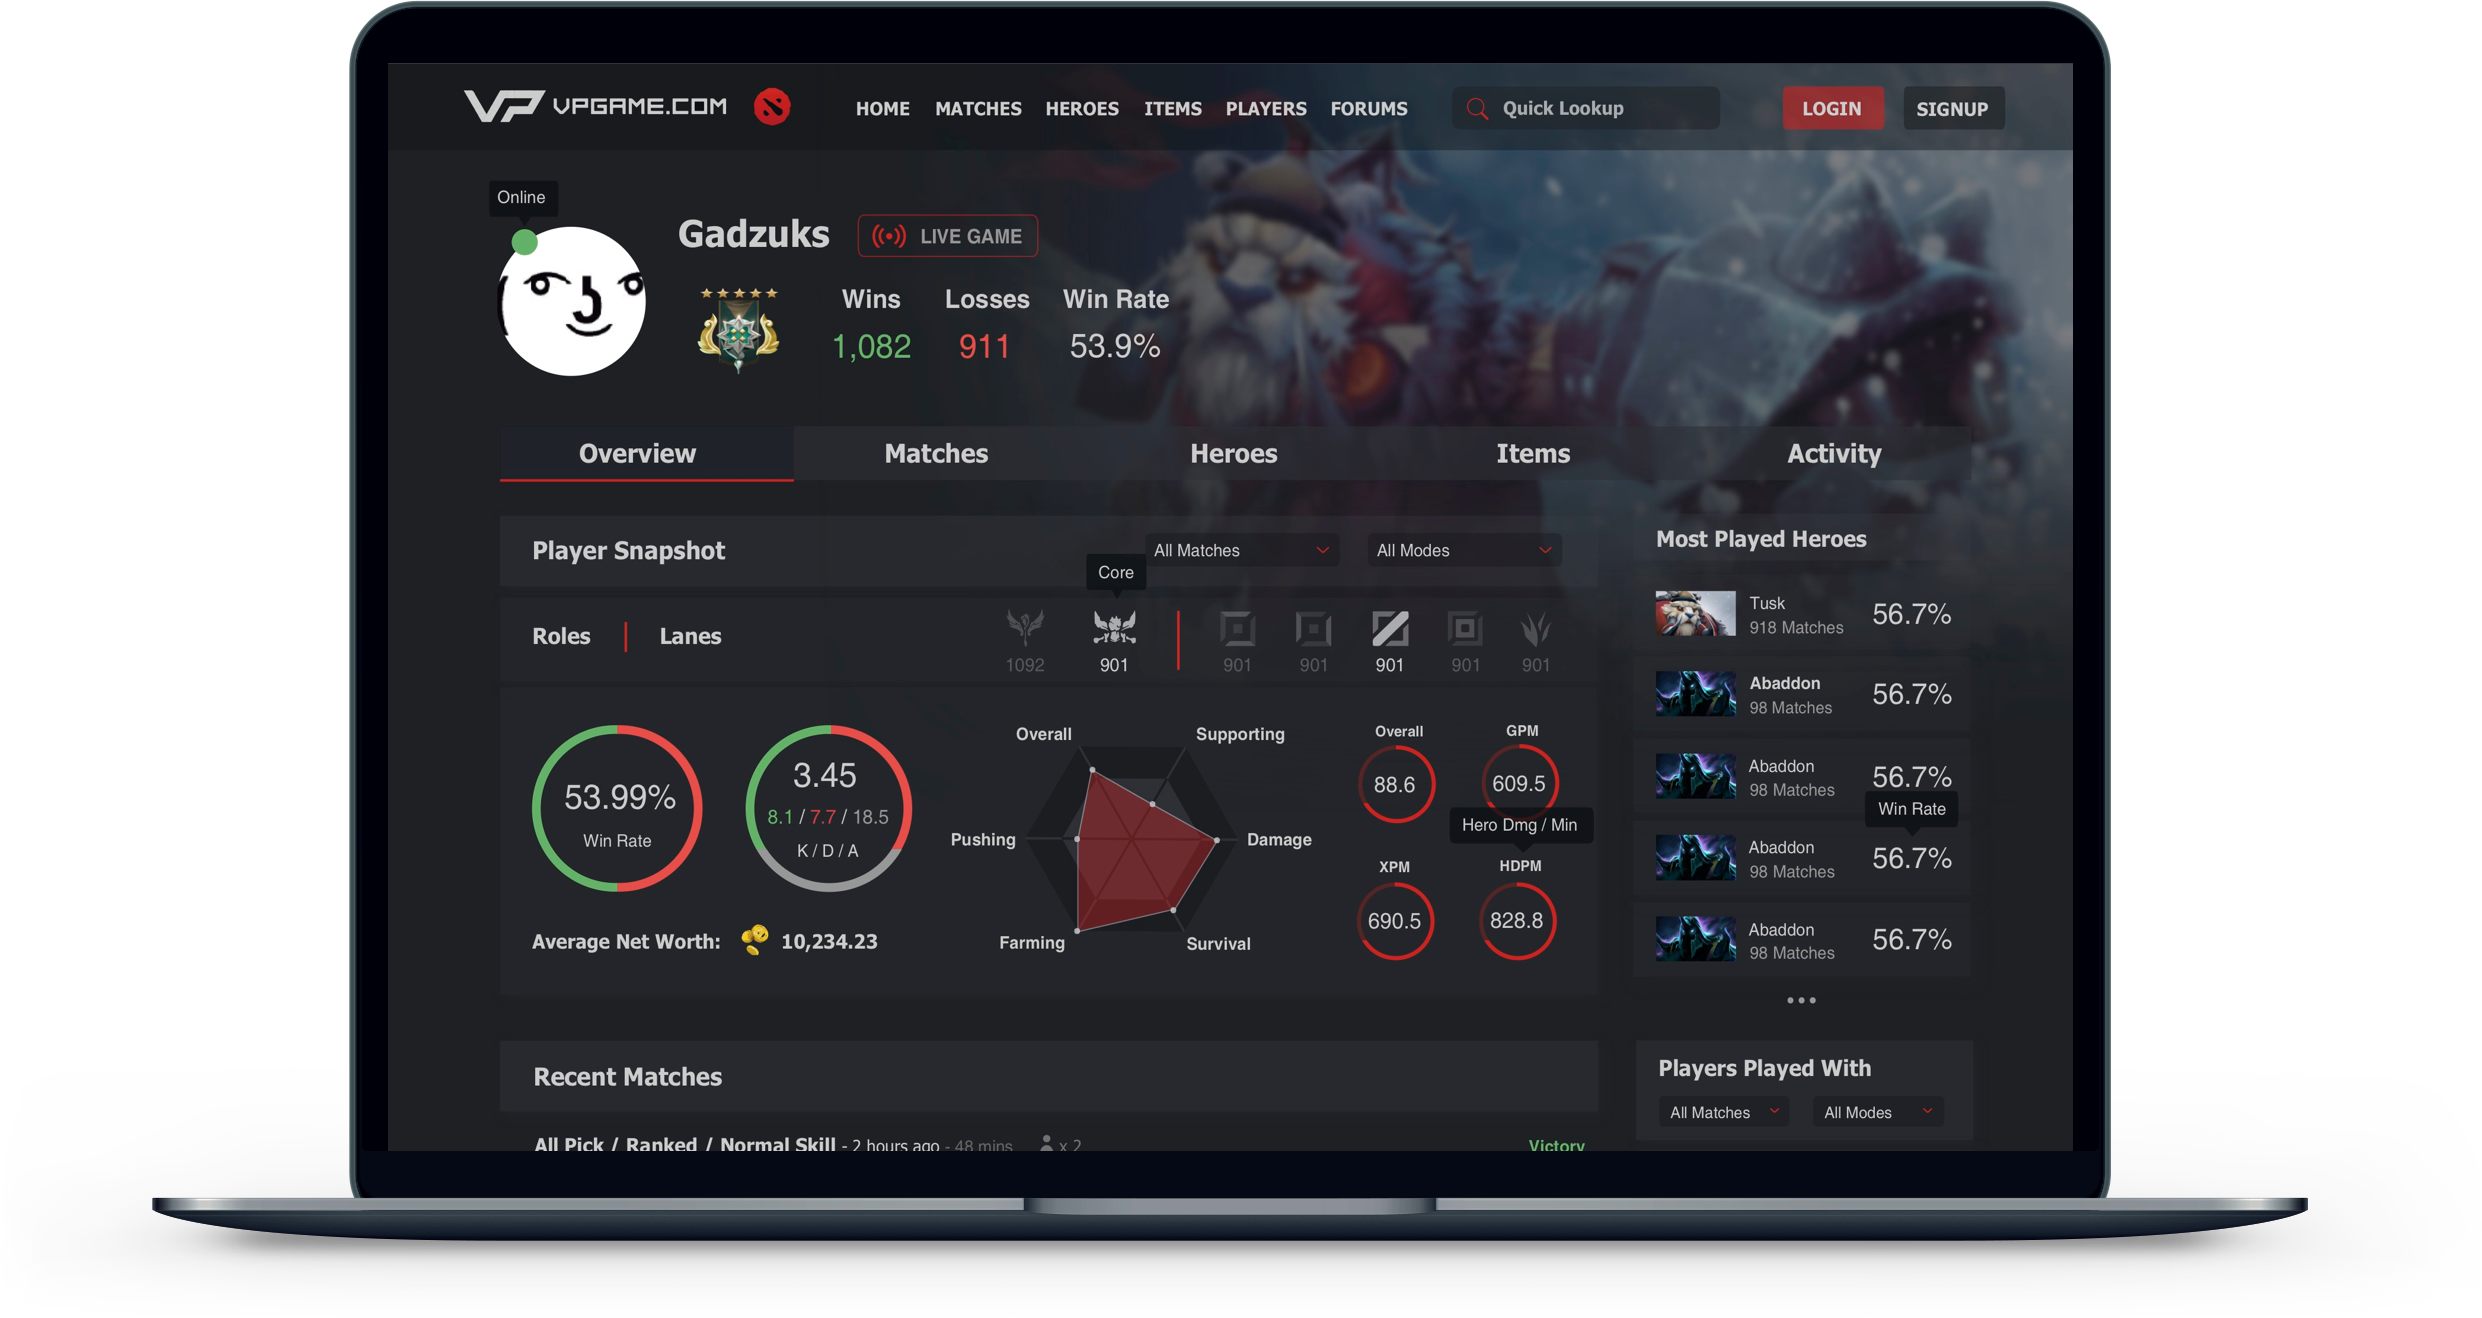 VP VPGAME.COM HOME MATCHES HEROES ITEMS PLAYERS FORUMS Quick Lookup LOGIN SIGNUP
Online
Gadzuks LIVE GAME
Wins Losses Win Rate
1,082 911 53.9%
Overview Matches Heroes Items Activity
Player Snapshot All Matches All Modes
Core
Roles Lanes
1092 901 901 901 901 901 901
53.99%
Win Rate
3.45
8.1 / 7.7 / 18.5
K / D / A
Average Net Worth: 10,234.23
Overall Supporting
Pushing Damage
Farming Survival
Overall GPM
88.6 609.5
Hero Dmg / Min
XPM HDPM
690.5 828.8
Most Played Heroes
Tusk
918 Matches
56.7%
Abaddon
98 Matches
56.7%
Abaddon
98 Matches
56.7%
Win Rate
Abaddon
98 Matches
56.7%
Abaddon
98 Matches
56.7%
Recent Matches
All Pick / Ranked / Normal Skill - 2 hours ago - 48 mins x 2 Victory
Players Played With
All Matches All Modes